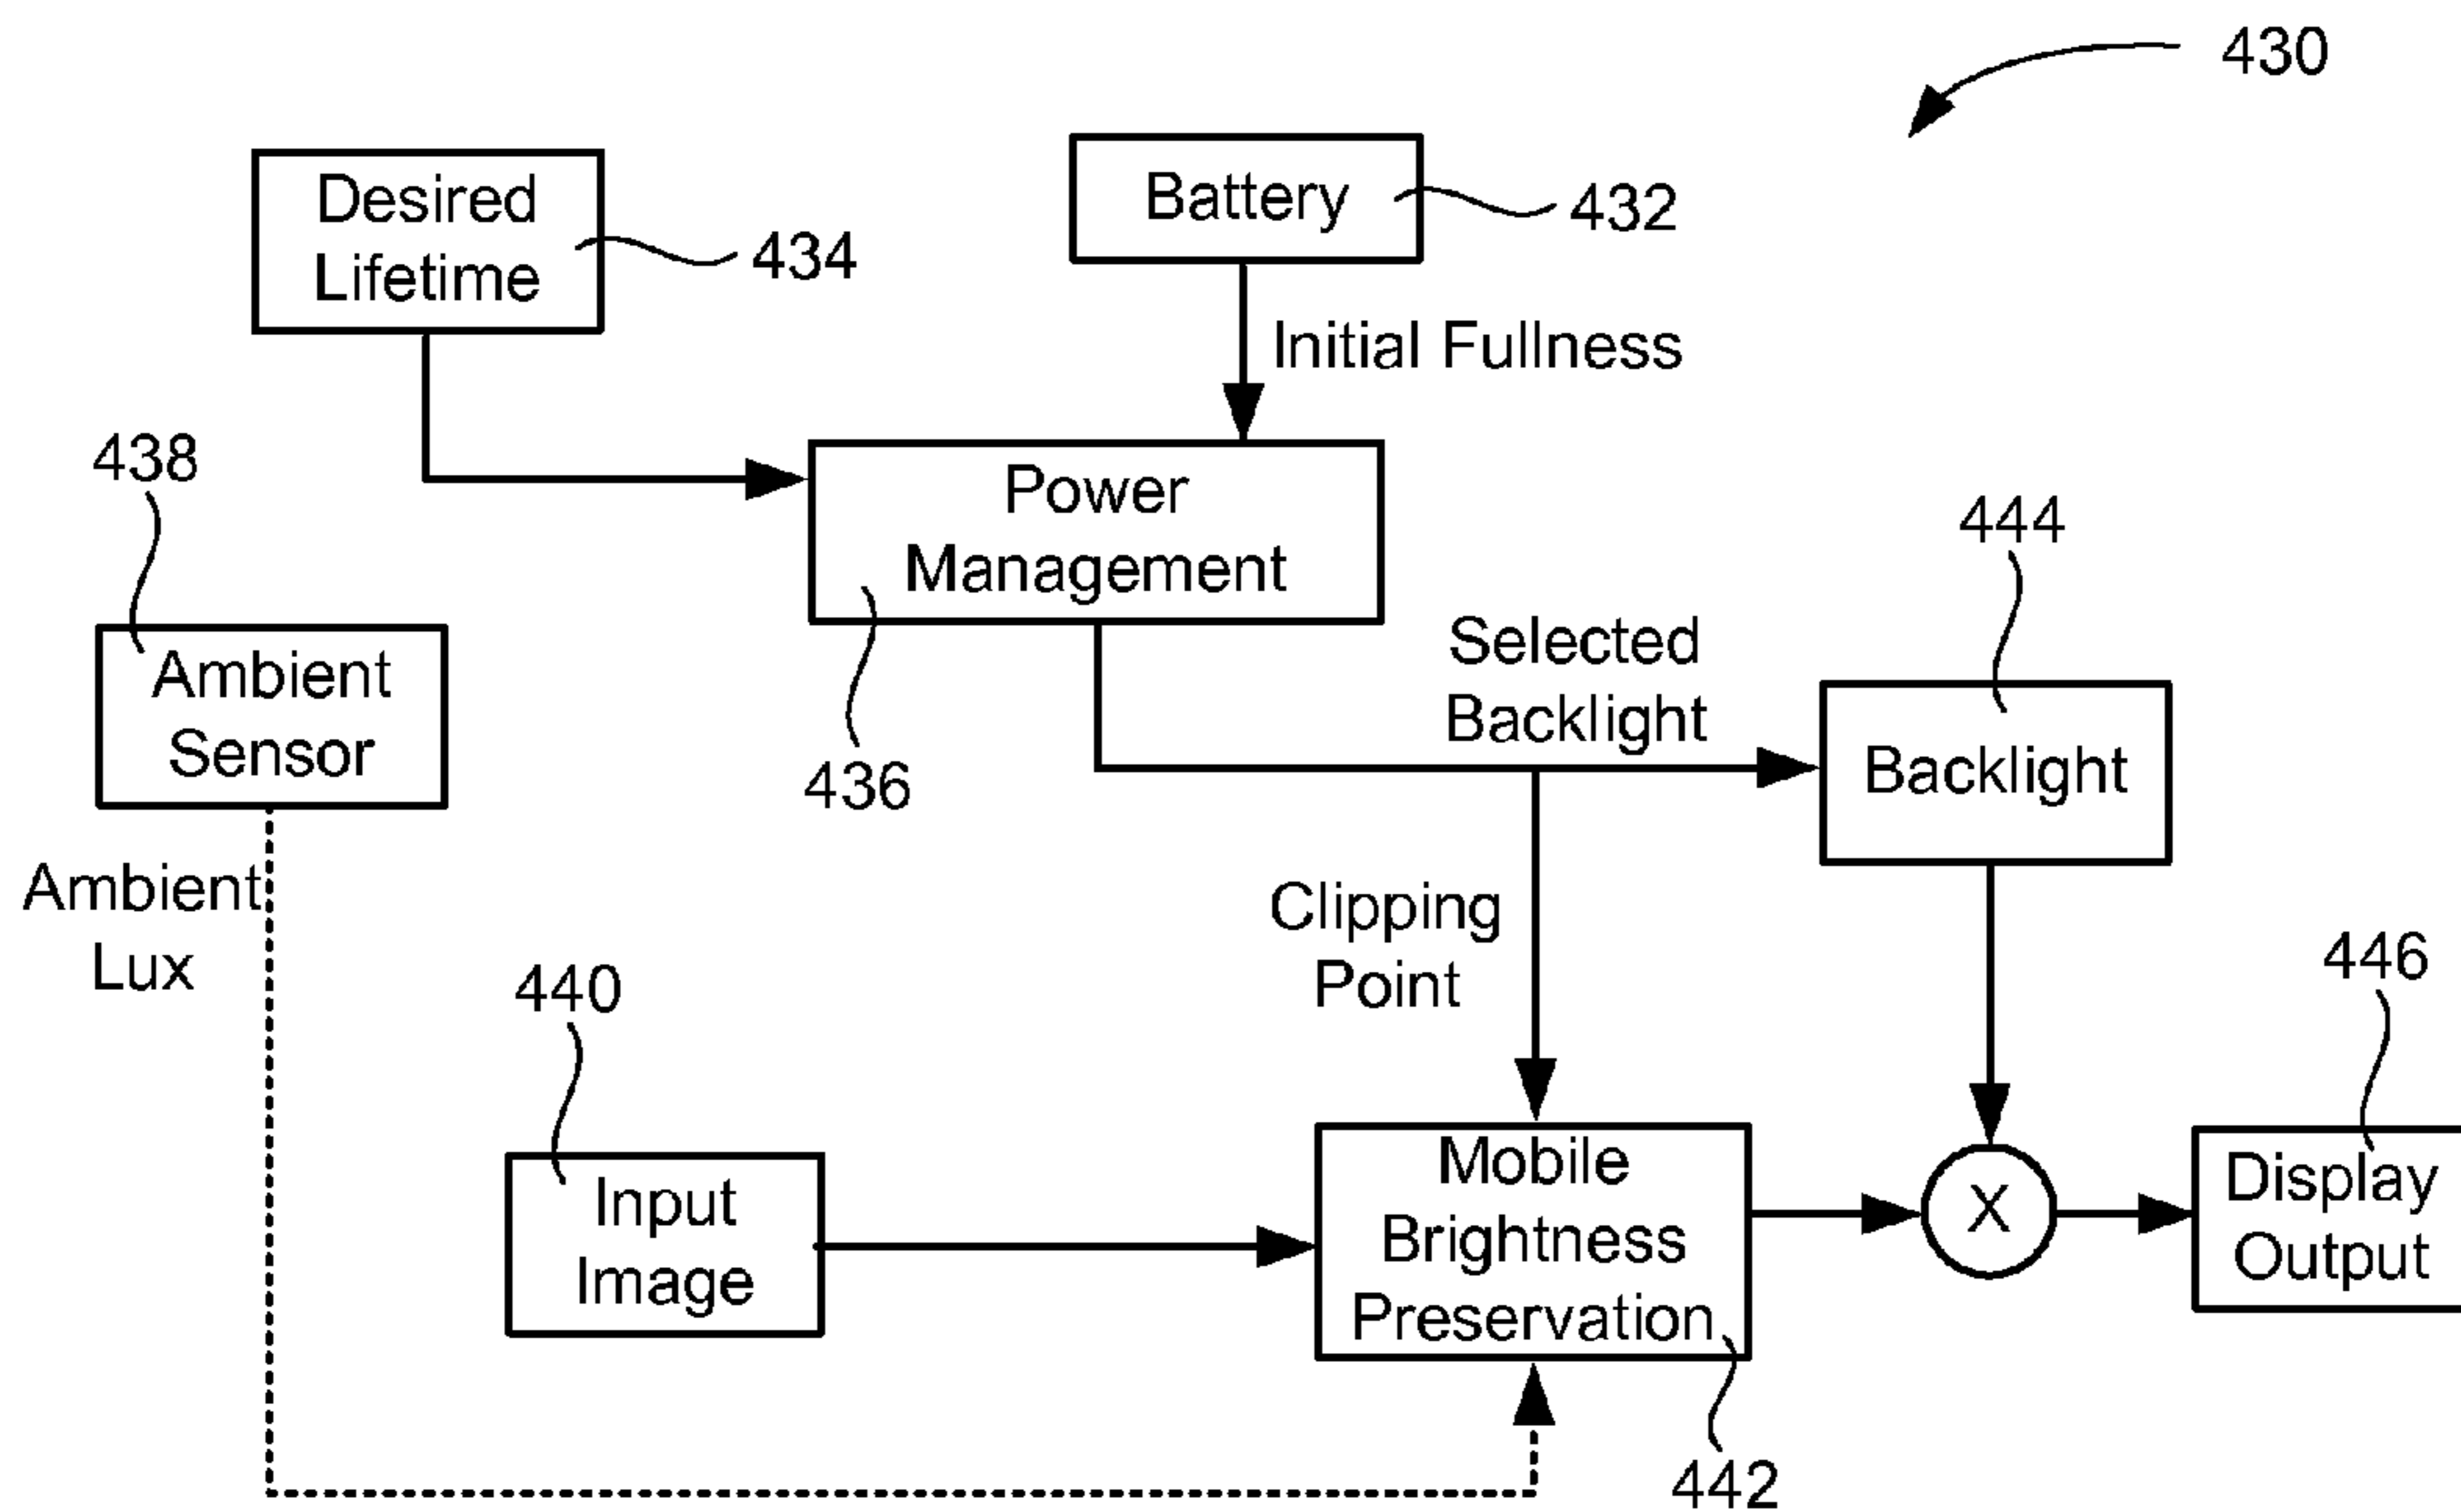 430
Desired
Lifetime
434
Battery
432
Initial Fullness
438
Power
Management
436
444
Ambient
Sensor
Selected
Backlight
Backlight
Ambient
Lux
Clipping
Point
440
446
Input
Image
Mobile
Brightness
Preservation
442
X
Display
Output